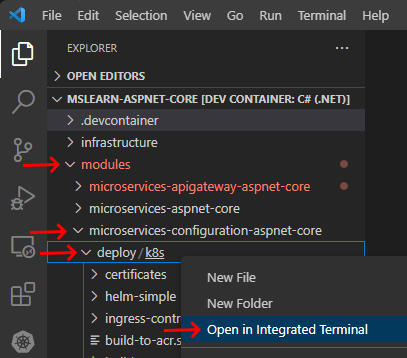 File Edit Selection View Go Run Terminal Help
EXPLORER
OPEN EDITORS
MSLEARN-ASPNET-CORE [DEV CONTAINER: C# (.NET)]
.devcontainer
infrastructure
modules
microservices-apigateway-aspnet-core
microservices-aspnet-core
microservices-configuration-aspnet-core
deploy / k8s
certificates
helm-simple
ingress-contr
build-to-acr.s
New File
New Folder
Open in Integrated Terminal